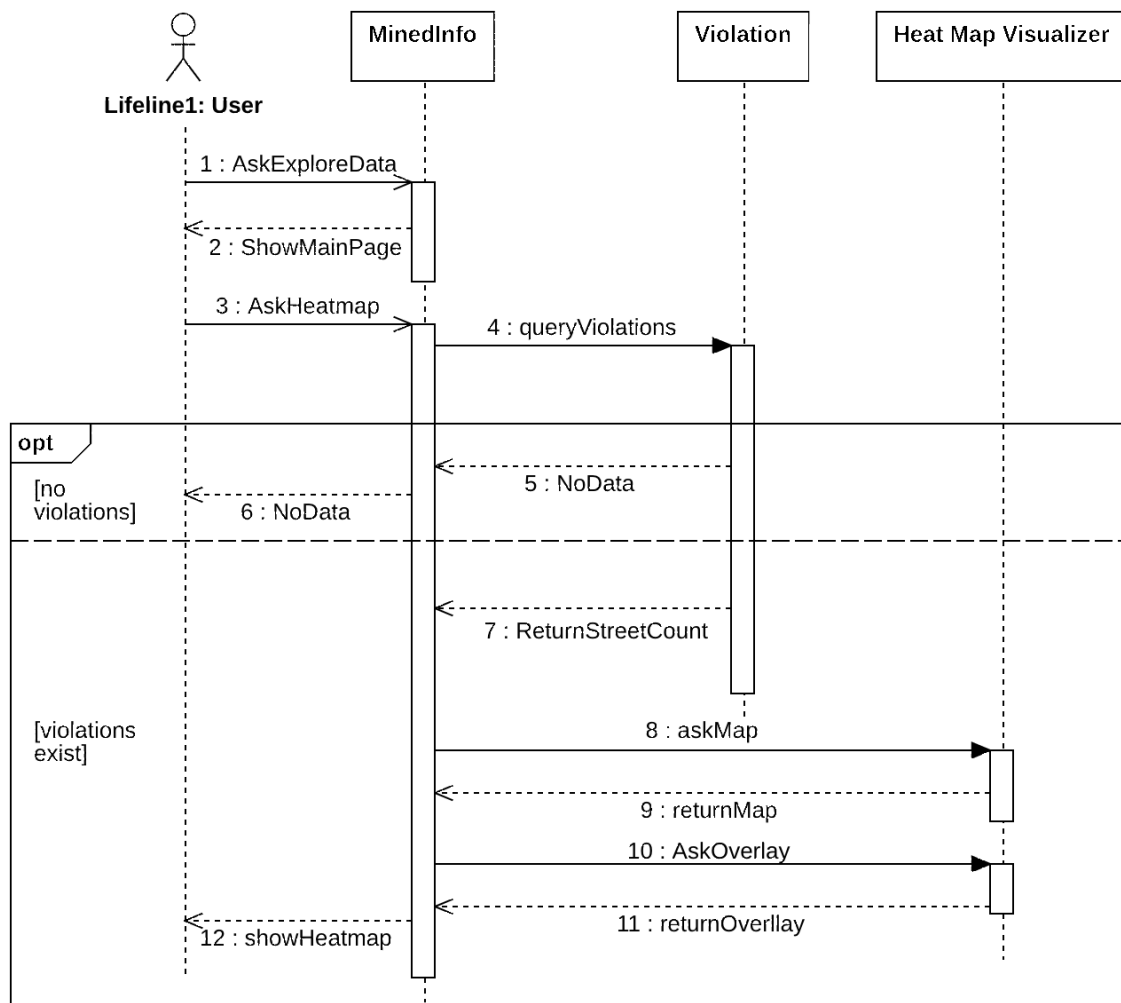 MinedInfo
Violation
Heat Map Visualizer
Lifeline1: User
1 : AskExploreData
2 : ShowMainPage
3 : AskHeatmap
4 : queryViolations
opt
[no
violations]
5 : NoData
6 : NoData
7 : ReturnStreetCount
[violations
exist]
8 : askMap
9 : returnMap
10 : AskOverlay
11 : returnOverllay
12 : showHeatmap